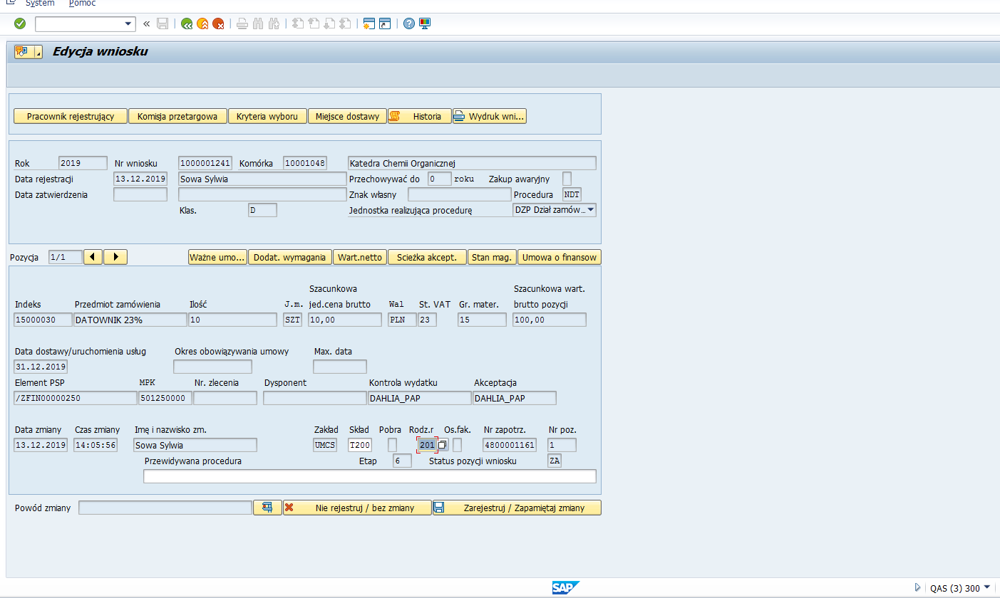 System Pomoc
«
Edycja wniosku
Pracownik rejestrujący Komisja przetargowa Kryteria wyboru Miejsce dostawy Historia Wydruk wni...
Rok 2019 Nr wniosku 1000001241 Komórka 10001048 Katedra Chemii Organicznej
Data rejestracji 13.12.2019 Sowa Sylwia Przechowywać do 0 roku Zakup awaryjny
Data zatwierdzenia Znak własny Procedura NDT
Klas. D Jednostka realizująca procedurę DZP Dział zamów...
Pozycja 1/1 Ważne umo... Dodat. wymagania Wart.netto Scieżka akcept. Stan mag. Umowa o finansow
Szacunkowa Szacunkowa wart.
Indeks Przedmiot zamówienia Ilość J.m. jed.cena brutto Wal St. VAT Gr. mater. brutto pozycji
15000030 DATOWNIK 23% 10 SZT 10,00 PLN 23 15 100,00
Data dostawy/uruchomienia usług Okres obowiązywania umowy Max. data
31.12.2019
Element PSP MPK Nr. zlecenia Dysponent Kontrola wydatku Akceptacja
/ZFIN00000250 501250000 DAHLIA_PAP DAHLIA_PAP
Data zmiany Czas zmiany Imę i nazwisko zm. Zakład Skład Pobra Rodz.r Os.fak. Nr zapotrz. Nr poz.
13.12.2019 14:05:56 Sowa Sylwia UMCS T200 201 4800001161 1
Przewidywana procedura Etap 6 Status pozycji wniosku ZA
Powód zmiany Nie rejestruj / bez zmiany Zarejestruj / Zapamiętaj zmiany
SAP QAS (3) 300